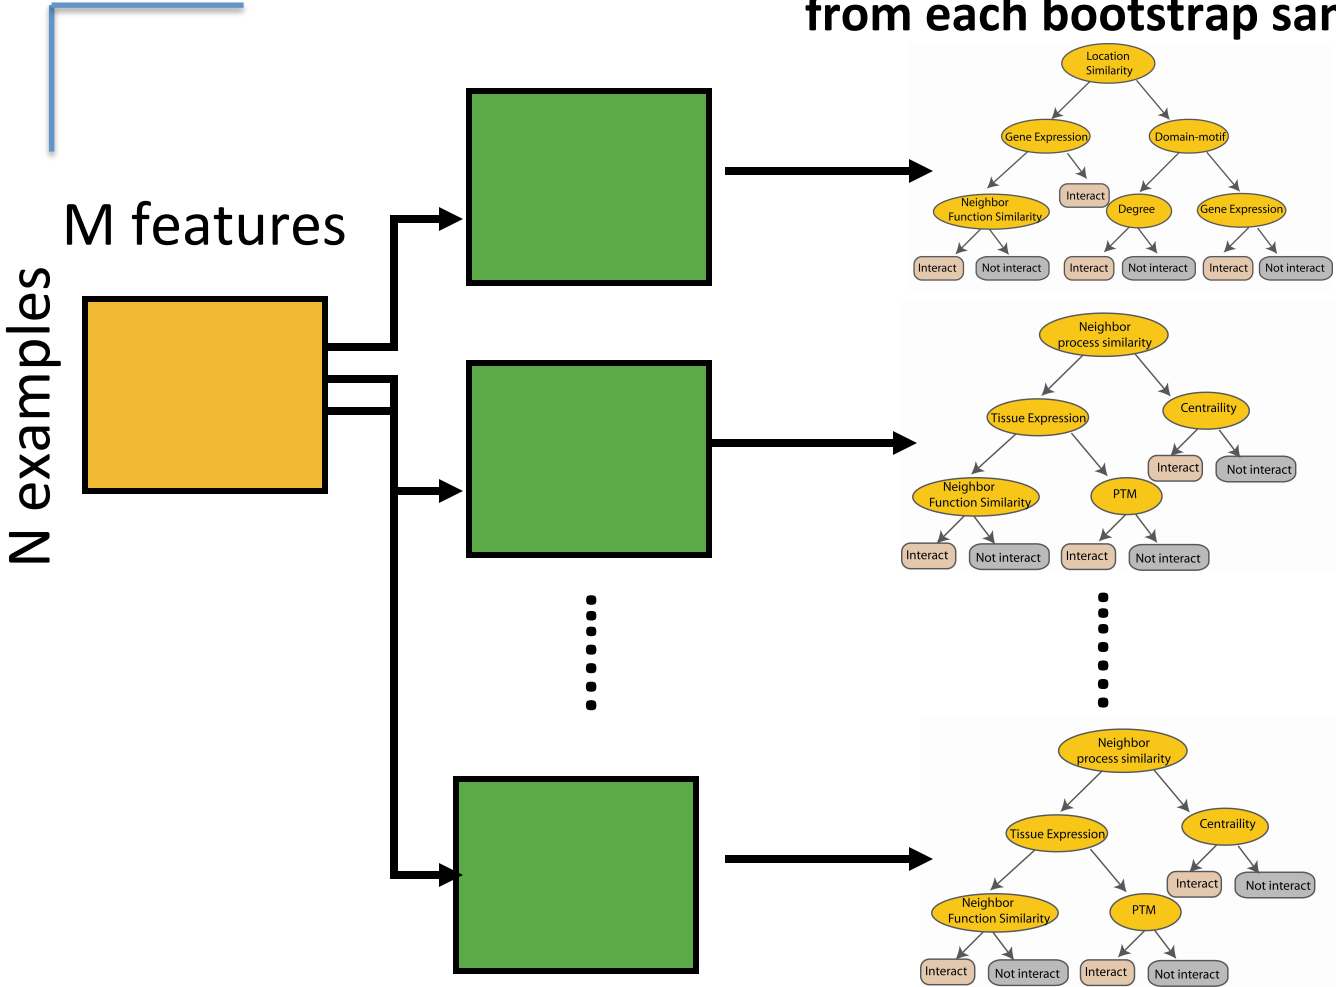 from each bootstrap sar
M features
N examples
Location
Similarity
Gene Expression
Domain-motif
Interact
Neighbor
Function Similarity
Degree
Gene Expression
Interact
Not interact
Interact
Not interact
Interact
Not interact
Neighbor
process similarity
Tissue Expression
Centraility
Interact
Not interact
Neighbor
Function Similarity
PTM
Interact
Not interact
Interact
Not interact
Neighbor
process similarity
Tissue Expression
Centraility
Interact
Not interact
Neighbor
Function Similarity
PTM
Interact
Not interact
Interact
Not interact